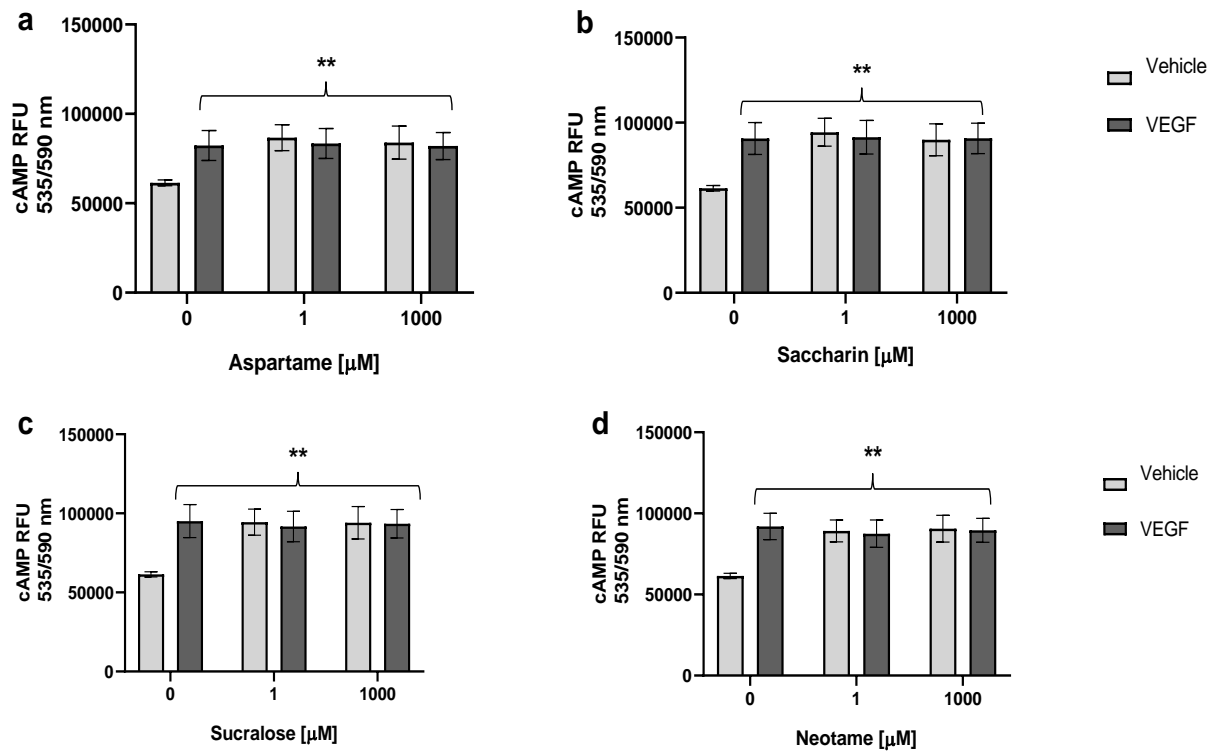 a
150000
**
100000
50000
0
cAMP RFU
535/590 nm
0 1 1000
Aspartame [μM]
b
150000
**
100000
50000
0
cAMP RFU
535/590 nm
0 1 1000
Saccharin [μM]
Vehicle
VEGF
c
150000
**
100000
50000
0
cAMP RFU
535/590 nm
0 1 1000
Sucralose [μM]
d
150000
**
100000
50000
0
cAMP RFU
535/590 nm
0 1 1000
Neotame [μM]
Vehicle
VEGF